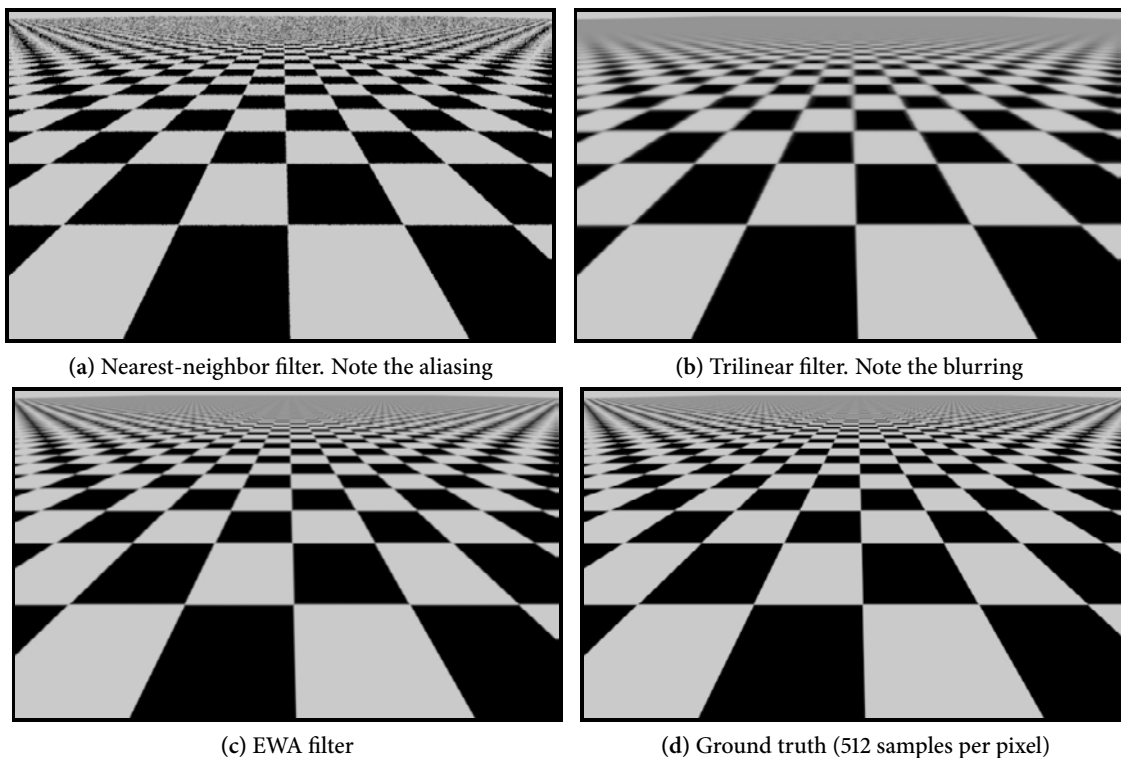 (a) Nearest-neighbor filter. Note the aliasing
(b) Trilinear filter. Note the blurring
(c) EWA filter
(d) Ground truth (512 samples per pixel)